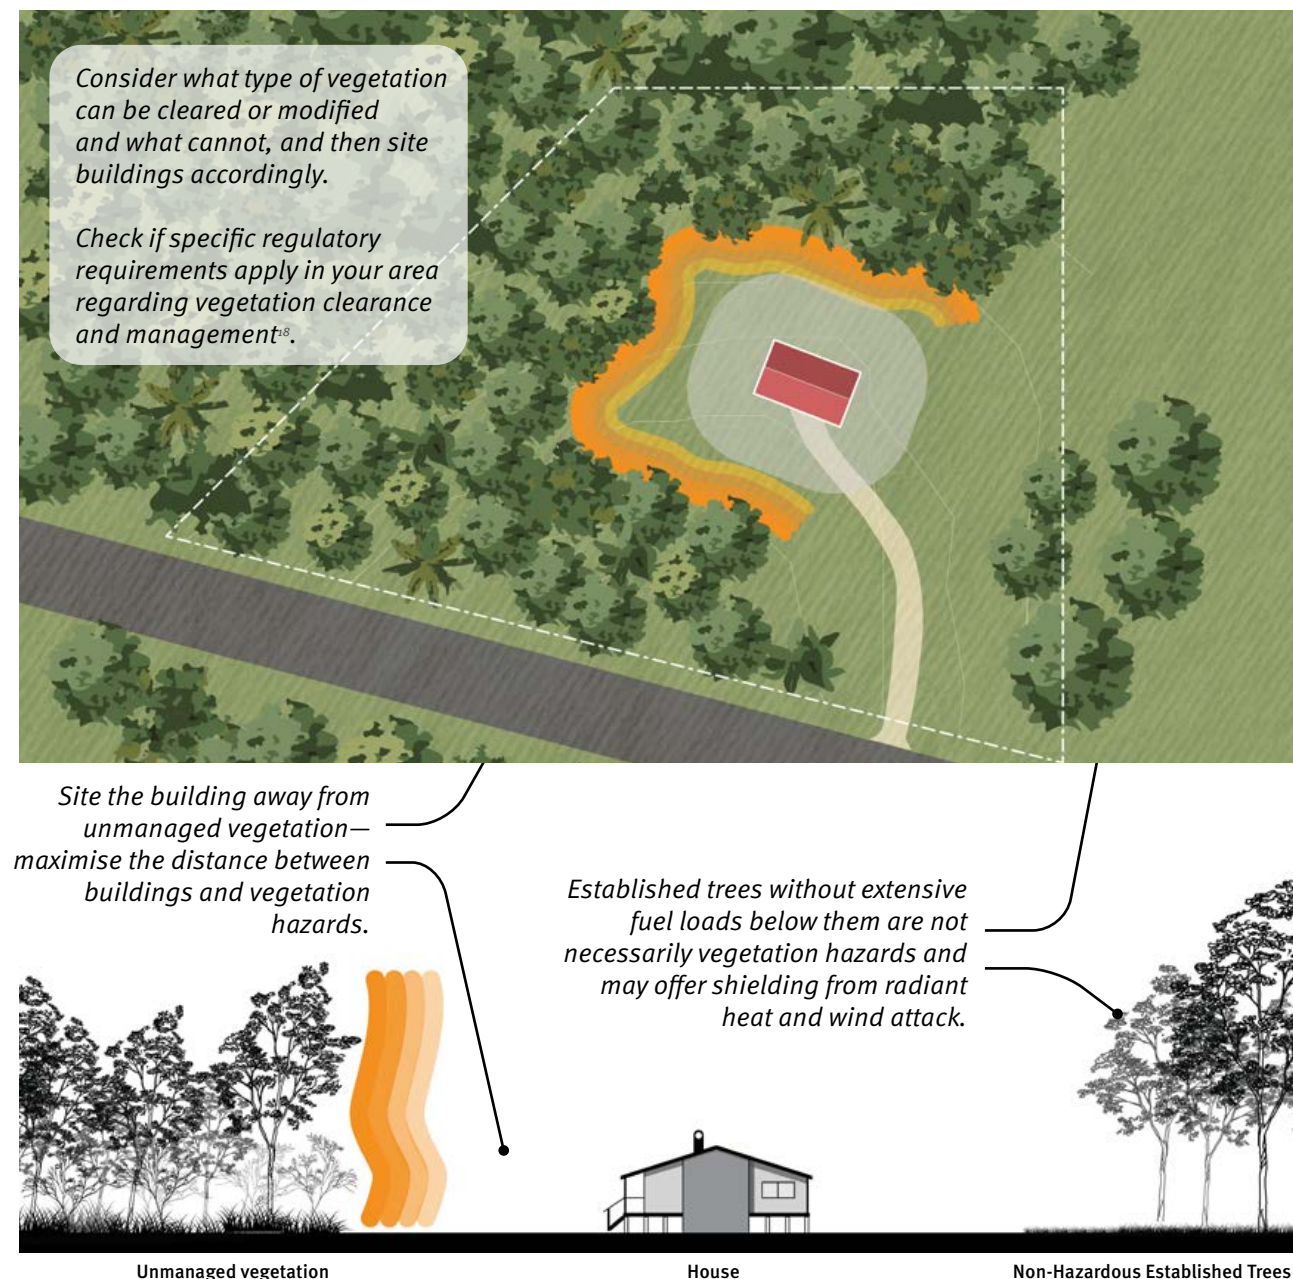 Consider what type of vegetation
can be cleared or modified
and what cannot, and then site
buildings accordingly.
Check if specific regulatory
requirements apply in your area
regarding vegetation clearance
and management¹⁸.
Site the building away from
unmanaged vegetation—
maximise the distance between
buildings and vegetation
hazards.
Established trees without extensive
fuel loads below them are not
necessarily vegetation hazards and
may offer shielding from radiant
heat and wind attack.
Unmanaged vegetation
House
Non-Hazardous Established Trees